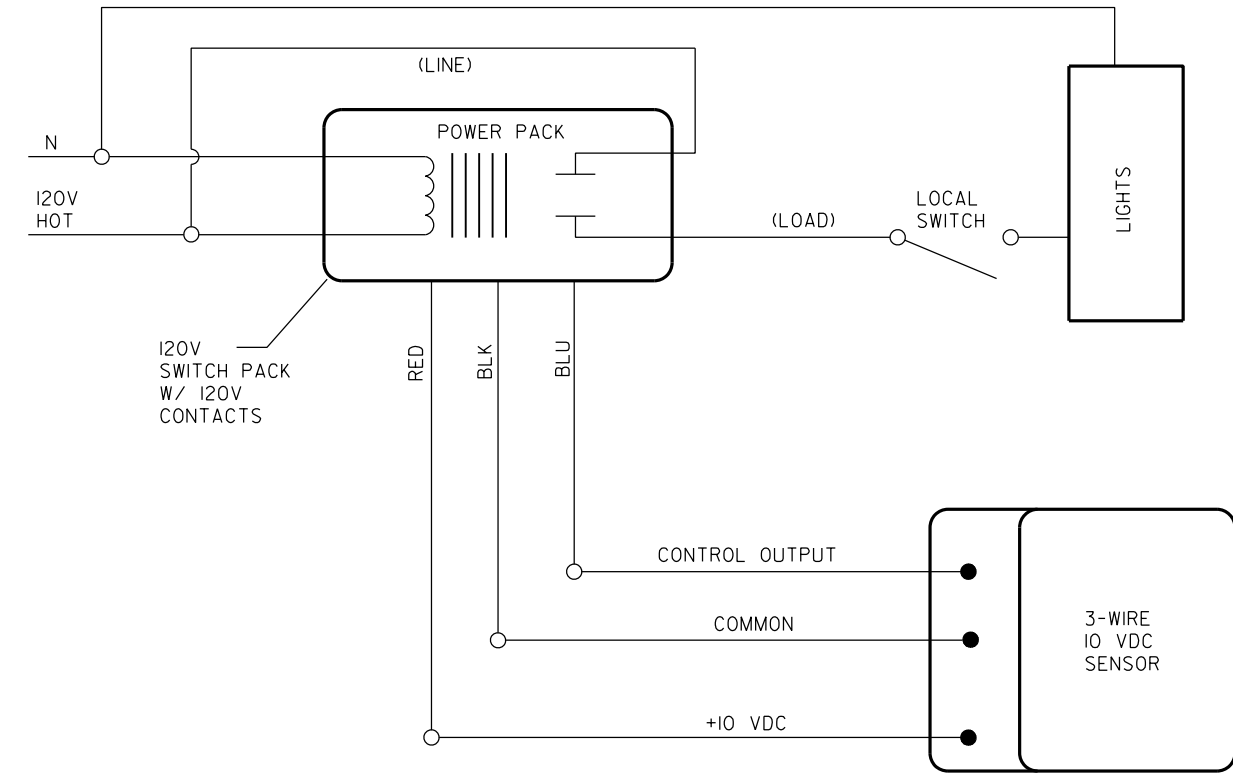 (LINE)
POWER PACK
N
120V
HOT
(LOAD)
LOCAL
SWITCH
LIGHTS
120V
SWITCH PACK
W/ 120V
CONTACTS
RED
BLK
BLU
CONTROL OUTPUT
COMMON
+10 VDC
3-WIRE
10 VDC
SENSOR